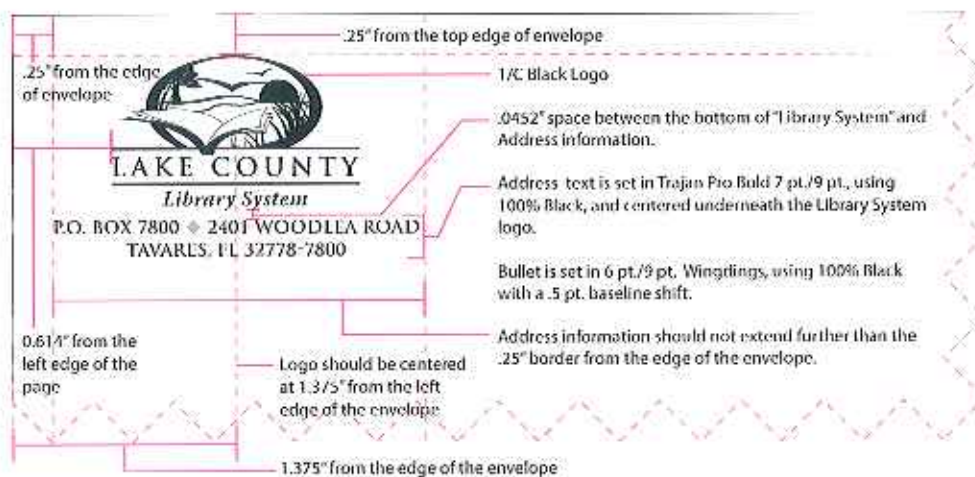 .25" from the top edge of envelope
.25" from the edge
of envelope
1/C Black Logo
.0452" space between the bottom of "Library System" and
Address information.
LAKE COUNTY
Library System
P.O. BOX 7800 ◆ 2401 WOODLEA ROAD
TAVARES, FL 32778-7800
Address text is set in Trajan Pro Bold 7 pt./9 pt., using
100% Black, and centered underneath the Library System
logo.
Bullet is set in 6 pt./9 pt. Wingdings, using 100% Black
with a .5 pt. baseline shift.
Address information should not extend further than the
.25" border from the edge of the envelope.
0.614" from the
left edge of the
page
Logo should be centered
at 1.375" from the left
edge of the envelope
1.375" from the edge of the envelope